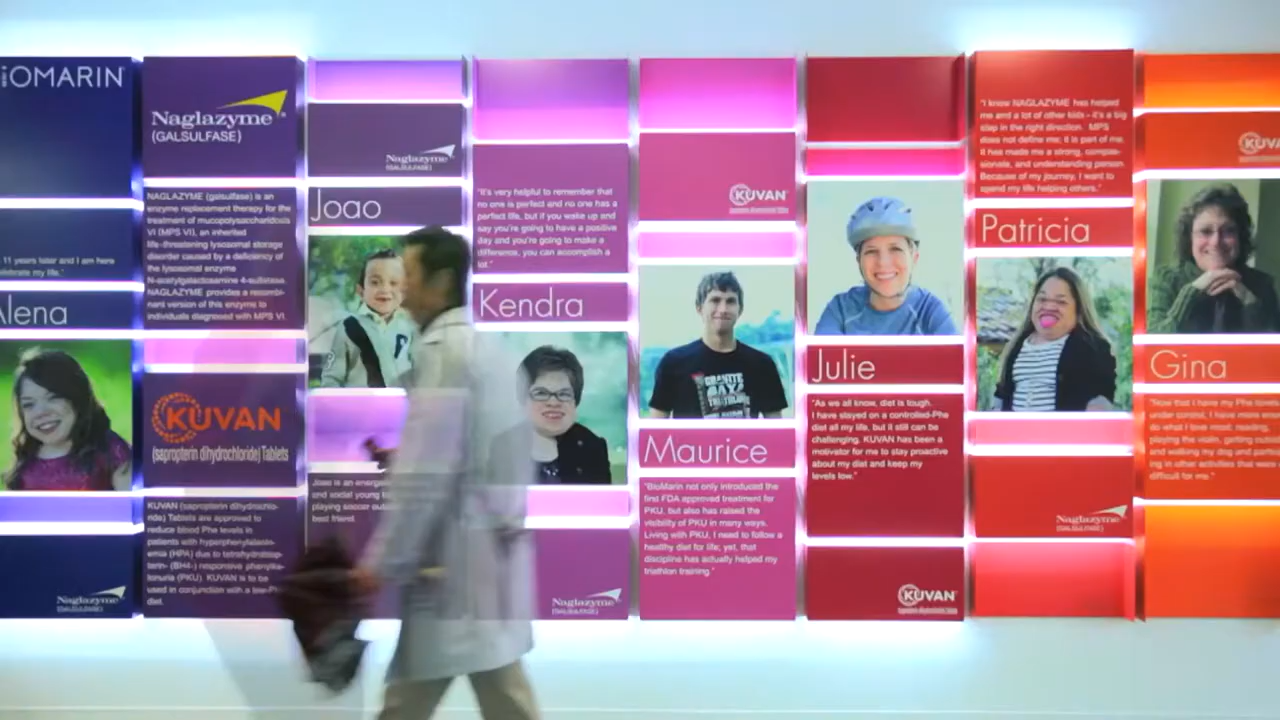 BIOMARIN
11 years later and I am here
celebrate my life."
Alena
Naglazyme
(GALSULFASE)
Naglazyme
(GALSULFASE)
NAGLAZYME (galsulfase) is an
enzyme replacement therapy for the
treatment of mucopolysaccharidosis
VI (MPS VI), an inherited
life-threatening lysosomal storage
disorder caused by a deficiency of
the lysosomal enzyme
N-acetylgalactosamine 4-sulfatase.
NAGLAZYME provides a recombi-
nant version of this enzyme to
individuals diagnosed with MPS VI.
KUVAN
(sapropterin dihydrochloride) Tablets
KUVAN (sapropterin dihydrochlo-
ride) Tablets are approved to
reduce blood Phe levels in
patients with hyperphenylalanin-
emia (HPA) due to tetrahydrobiop-
terin- (BH4-) responsive phenylke-
tonuria (PKU). KUVAN is to be
used in conjunction with a low-Phe
diet.
Naglazyme
(GALSULFASE)
Joao
Joao is an energetic
and social young
playing soccer
best friend.
"It's very helpful to remember that
no one is perfect and no one has a
perfect life, but if you wake up and
say you're going to have a positive
day and you're going to make a
difference, you can accomplish a
lot."
Kendra
Naglazyme
(GALSULFASE)
KUVAN
Maurice
"BioMarin not only introduced the
first FDA approved treatment for
PKU, but also has raised the
visibility of PKU in many ways.
Living with PKU, I need to follow a
healthy diet for life; yet, that
discipline has actually helped my
triathlon training."
GRANITE
BAY
TRIATHLON
Julie
"As we all know, diet is tough.
I have stayed on a controlled-Phe
diet all my life, but it still can be
challenging. KUVAN has been a
motivator for me to stay proactive
about my diet and keep my
levels low."
KUVAN
"I know NAGLAZYME has helped
me and a lot of other kids - it's a big
step in the right direction. MPS
does not define me; it is part of me.
It has made me a strong, compas-
sionate, and understanding person.
Because of my journey, I want to
spend my life helping others."
Patricia
Naglazyme
(GALSULFASE)
KUVA
Gina
"Now that I have my Phe levels
under control, I have more
do what I love most: reading,
playing the violin, getting outside
and walking my dog and partic
ing in other activities that were
difficult for me."